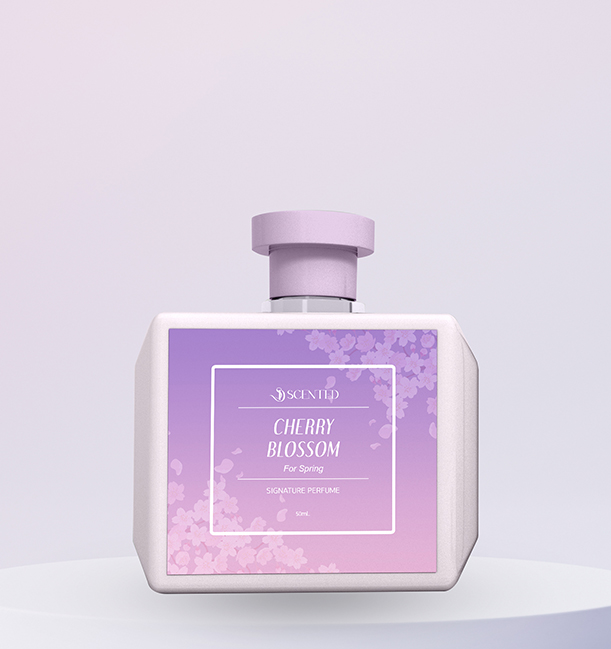 SCENTED
CHERRY
BLOSSOM
For Spring
SIGNATURE PERFUME
50mL